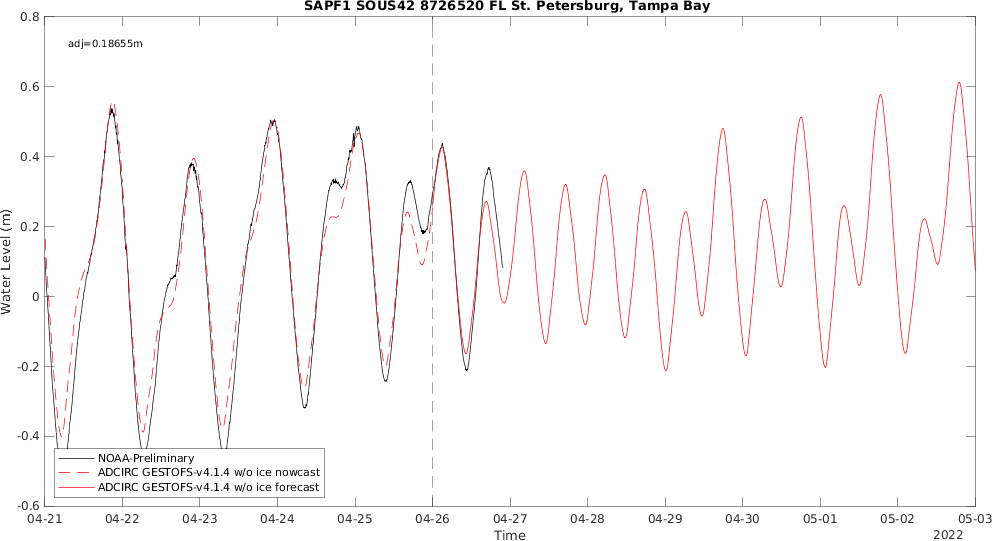 SAPF1 SOUS42 8726520 FL St. Petersburg, Tampa Bay
adj=0.18655m
0.8
0.6
0.4
0.2
0
-0.2
-0.4
-0.6
Water Level (m)
NOAA-Preliminary
ADCIRC GESTOFS-v4.1.4 w/o ice nowcast
ADCIRC GESTOFS-v4.1.4 w/o ice forecast
04-21 04-22 04-23 04-24 04-25 04-26 04-27 04-28 04-29 04-30 05-01 05-02 05-03
Time
2022